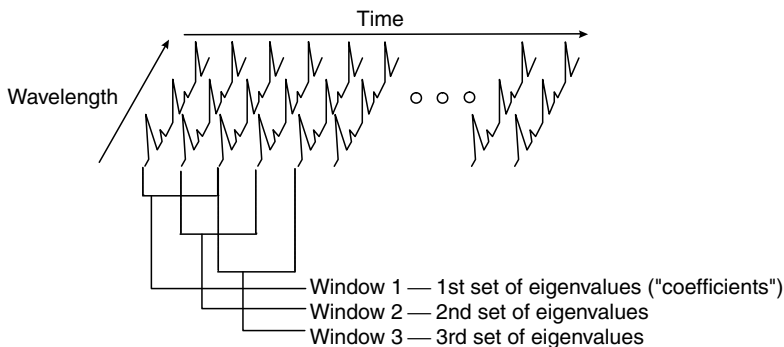 Time
Wavelength
Window 1 — 1st set of eigenvalues ("coefficients")
Window 2 — 2nd set of eigenvalues
Window 3 — 3rd set of eigenvalues